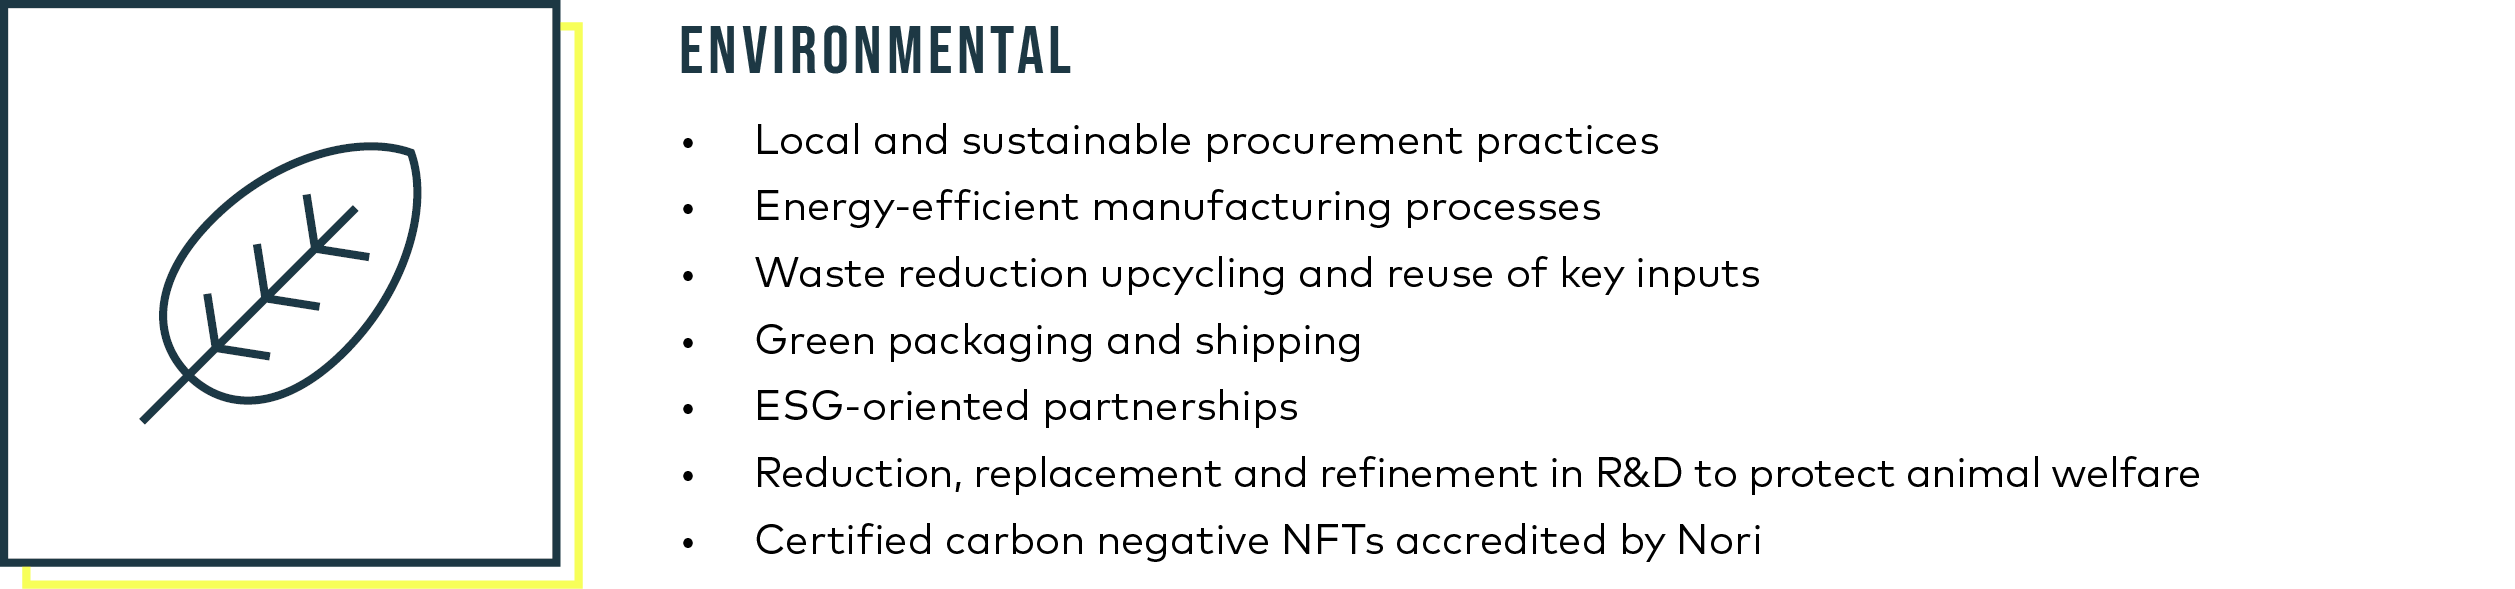 ENVIRONMENTAL
• Local and sustainable procurement practices
• Energy-efficient manufacturing processes
• Waste reduction upcycling and reuse of key inputs
• Green packaging and shipping
• ESG-oriented partnerships
• Reduction, replacement and refinement in R&D to protect animal welfare
• Certified carbon negative NFTs accredited by Nori